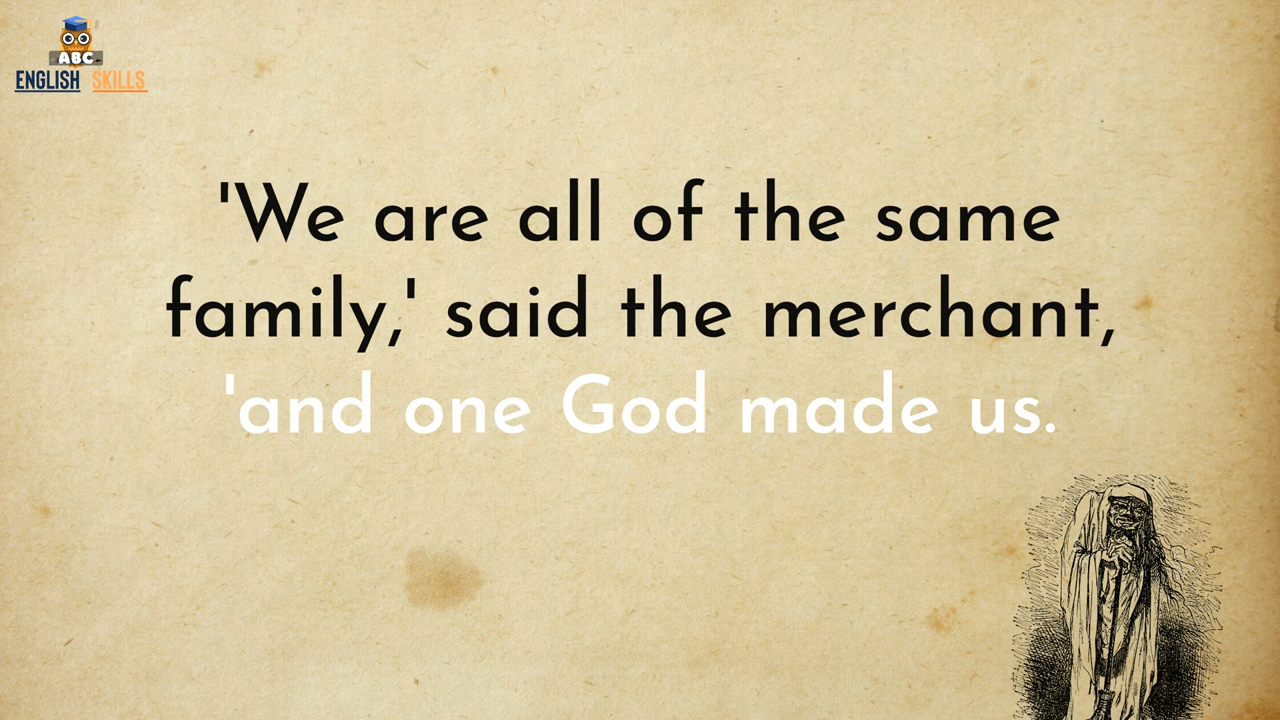 ABC
ENGLISH SKILLS
'We are all of the same
family,' said the merchant,
'and one God made us.